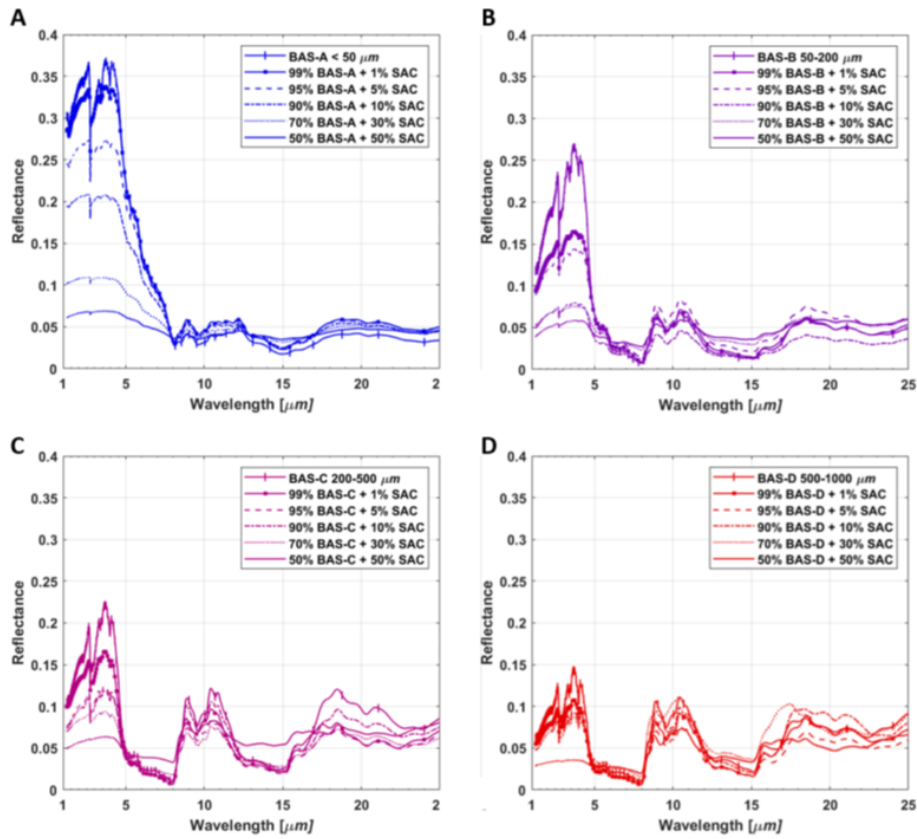 A
0.4
0.35
0.3
0.25
0.2
0.15
0.1
0.05
0
Reflectance
BAS-A < 50 μm
99% BAS-A + 1% SAC
95% BAS-A + 5% SAC
90% BAS-A + 10% SAC
70% BAS-A + 30% SAC
50% BAS-A + 50% SAC
1 5 10 15 20 2
Wavelength [μm]
B
0.4
0.35
0.3
0.25
0.2
0.15
0.1
0.05
0
Reflectance
BAS-B 50-200 μm
99% BAS-B + 1% SAC
95% BAS-B + 5% SAC
90% BAS-B + 10% SAC
70% BAS-B + 30% SAC
50% BAS-B + 50% SAC
1 5 10 15 20 25
Wavelength [μm]
C
0.4
0.35
0.3
0.25
0.2
0.15
0.1
0.05
0
Reflectance
BAS-C 200-500 μm
99% BAS-C + 1% SAC
95% BAS-C + 5% SAC
90% BAS-C + 10% SAC
70% BAS-C + 30% SAC
50% BAS-C + 50% SAC
1 5 10 15 20 2
Wavelength [μm]
D
0.4
0.35
0.3
0.25
0.2
0.15
0.1
0.05
0
Reflectance
BAS-D 500-1000 μm
99% BAS-D + 1% SAC
95% BAS-D + 5% SAC
90% BAS-D + 10% SAC
70% BAS-D + 30% SAC
50% BAS-D + 50% SAC
1 5 10 15 20 25
Wavelength [μm]